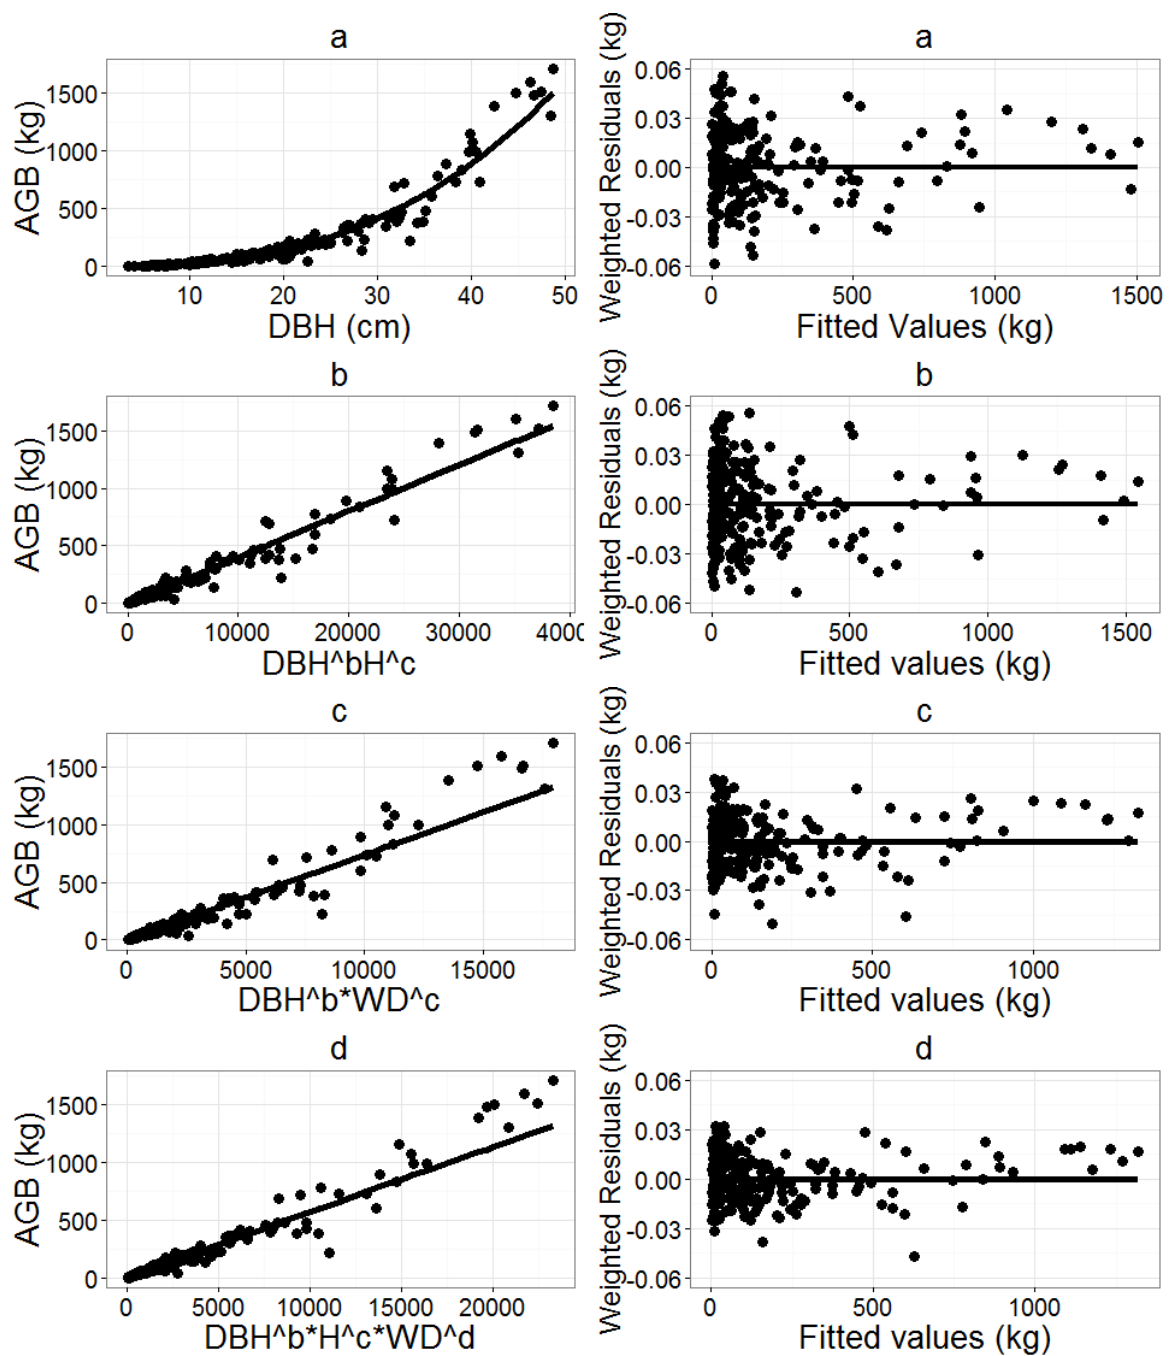 a
AGB (kg)
1500
1000
500
0
10 20 30 40 50
DBH (cm)
a
Weighted Residuals (kg)
0.06
0.03
0.00
-0.03
-0.06
0 500 1000 1500
Fitted Values (kg)
b
AGB (kg)
1500
1000
500
0
0 10000 20000 30000 4000
DBH^bH^c
b
Weighted Residuals (kg)
0.06
0.03
0.00
-0.03
-0.06
0 500 1000 1500
Fitted values (kg)
c
AGB (kg)
1500
1000
500
0
0 5000 10000 15000
DBH^b*WD^c
c
Weighted Residuals (kg)
0.06
0.03
0.00
-0.03
-0.06
0 500 1000
Fitted values (kg)
d
AGB (kg)
1500
1000
500
0
0 5000 10000 15000 20000
DBH^b*H^c*WD^d
d
Weighted Residuals (kg)
0.06
0.03
0.00
-0.03
-0.06
0 500 1000
Fitted values (kg)